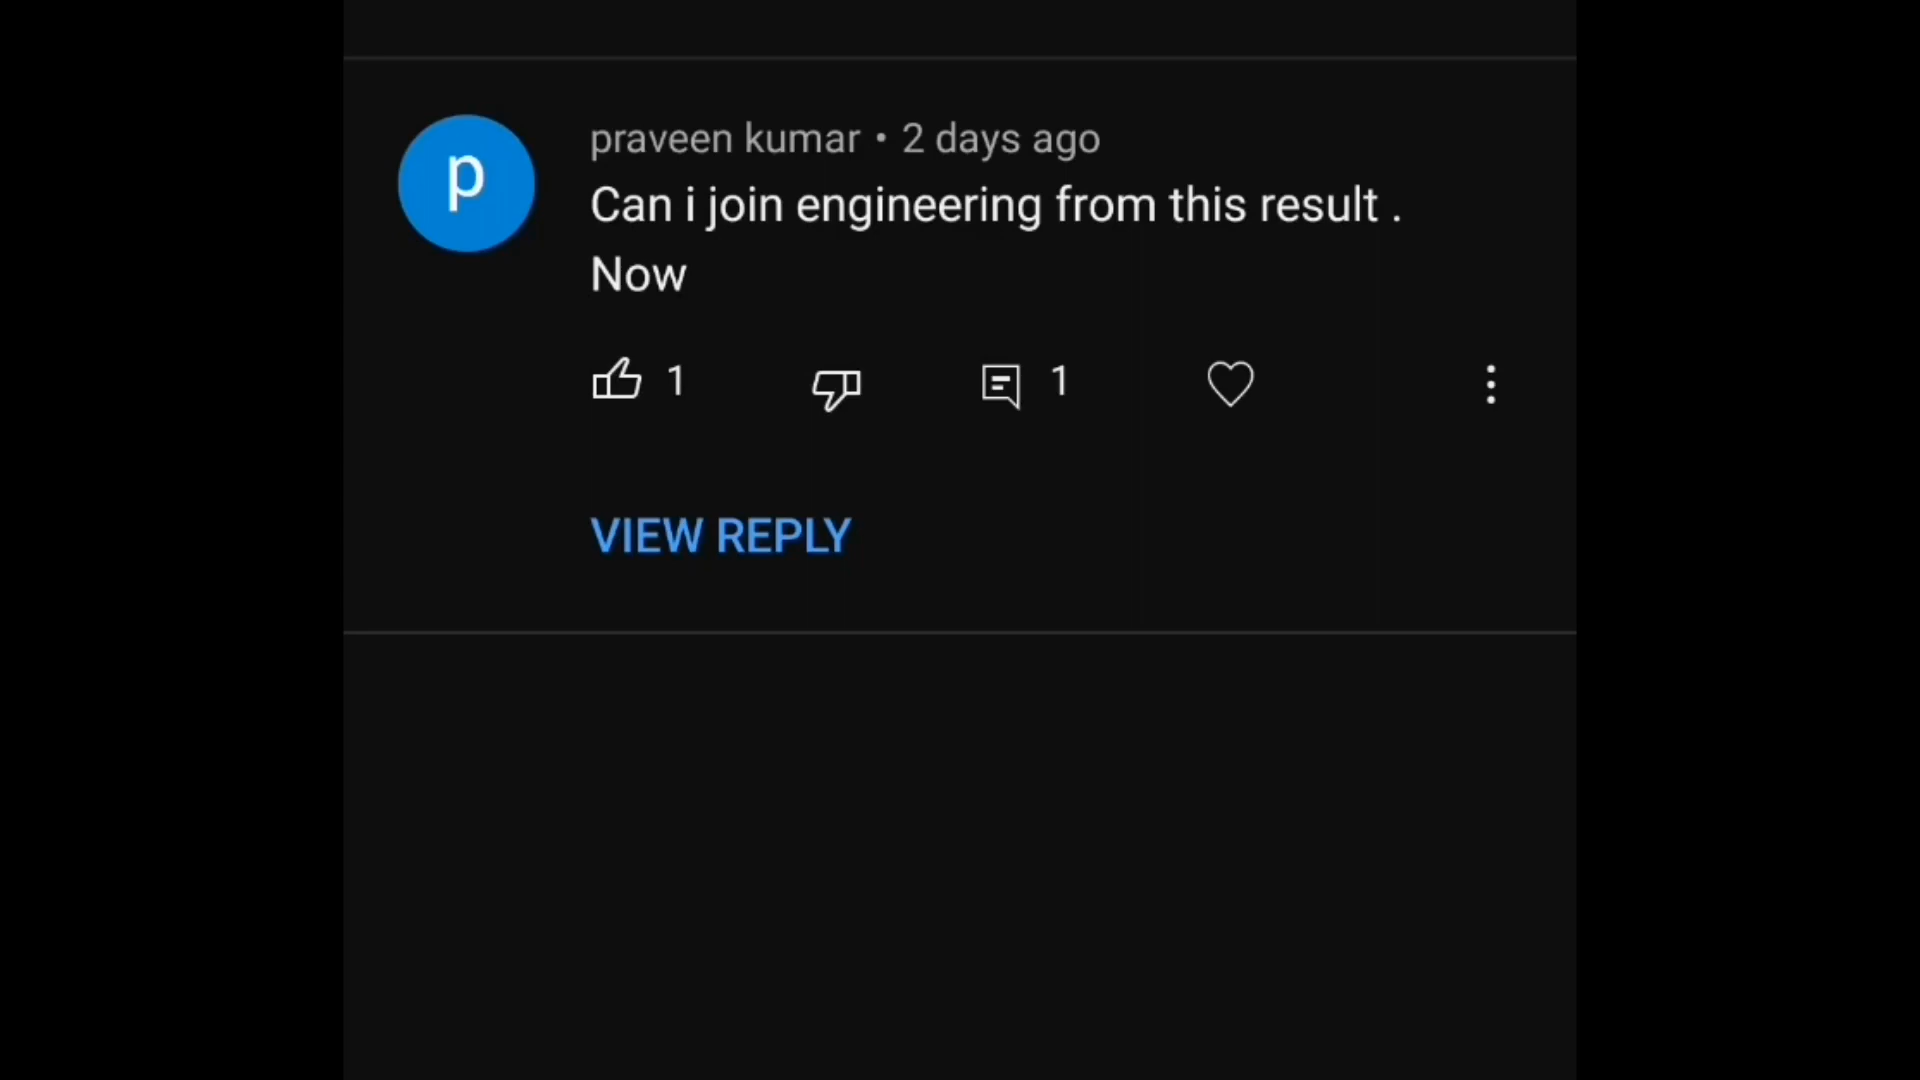 p
praveen kumar • 2 days ago
Can i join engineering from this result .
Now
1
1
VIEW REPLY